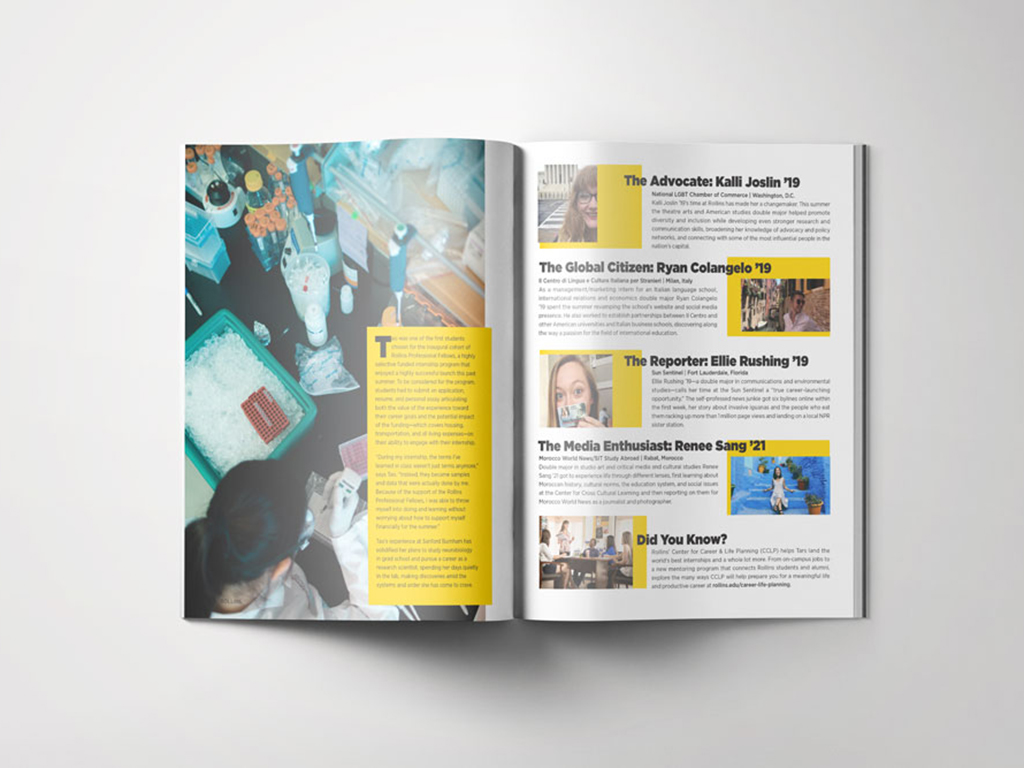 Tao was one of the first students
chosen for the inaugural cohort of
Rollins Professional Fellows, a highly
selective funded internship program that
enjoyed a highly successful launch this past
summer. To be considered for the program,
students had to submit an application,
resume, and personal essay articulating
both the value of the experience toward
their career goals and the potential impact
of the funding—which covers housing,
transportation, and all living expenses—on
their ability to engage with their internship.
"During my internship, the terms I've
learned in class weren't just terms anymore,"
says Tao. "Instead, they became samples
and data that were actually done by me.
Because of the support of the Rollins
Professional Fellows, I was able to throw
myself into doing and learning without
worrying about how to support myself
financially for the summer."
Tao's experience at Sanford Burnham has
solidified her plans to study neurobiology
in grad school and pursue a career as a
research scientist, spending her days quietly
in the lab, making discoveries amid the
systems and order she has come to crave.
The Advocate: Kalli Joslin '19
National LGBT Chamber of Commerce | Washington, D.C.
Kalli Joslin '19's time at Rollins has made her a changemaker. This summer
the theatre arts and American studies double major helped promote
diversity and inclusion while developing even stronger research and
communication skills, broadening her knowledge of advocacy and policy
networks, and connecting with some of the most influential people in the
nation's capital.
The Global Citizen: Ryan Colangelo '19
Il Centro di Lingua e Cultura Italiana per Stranieri | Milan, Italy
As a management/marketing intern for an Italian language school,
international relations and economics double major Ryan Colangelo
'19 spent the summer revamping the school's website and social media
presence. He also worked to establish partnerships between Il Centro and
other American universities and Italian business schools, discovering along
the way a passion for the field of international education.
The Reporter: Ellie Rushing '19
Sun Sentinel | Fort Lauderdale, Florida
Ellie Rushing '19—a double major in communications and environmental
studies—calls her time at the Sun Sentinel a "true career-launching
opportunity." The self-professed news junkie got six bylines online within
the first week, her story about invasive iguanas and the people who eat
them racking up more than 1 million page views and landing on a local NPR
sister station.
The Media Enthusiast: Renee Sang '21
Morocco World News/SIT Study Abroad | Rabat, Morocco
Double major in studio art and critical media and cultural studies Renee
Sang '21 got to experience life through different lenses, first learning about
Moroccan history, cultural norms, the education system, and social issues
at the Center for Cross Cultural Learning and then reporting on them for
Morocco World News as a journalist and photographer.
Did You Know?
Rollins' Center for Career & Life Planning (CCLP) helps Tars land the
world's best internships and a whole lot more. From on-campus jobs to
a new mentoring program that connects Rollins students and alumni,
explore the many ways CCLP will help prepare you for a meaningful life
and productive career at rollins.edu/career-life-planning.